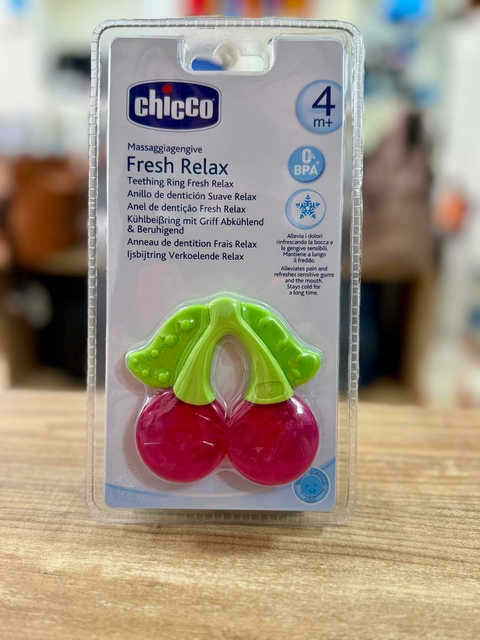 chicco
4
m+
Massaggiagengive
Fresh Relax
Teething Ring Fresh Relax
Anillo de dentición Suave Relax
Anel de dentição Fresh Relax
Kühlbeißring mit Griff Abkühlend
& Beruhigend
Anneau de dentition Frais Relax
Ijsbijtring Verkoelende Relax
0%
BPA
Allevia i dolori
rinfrescando la bocca e
le gengive sensibili.
Mantiene a lungo
il freddo.
Alleviates pain and
refreshes sensitive gums
and the mouth.
Stays cold for
a long time.